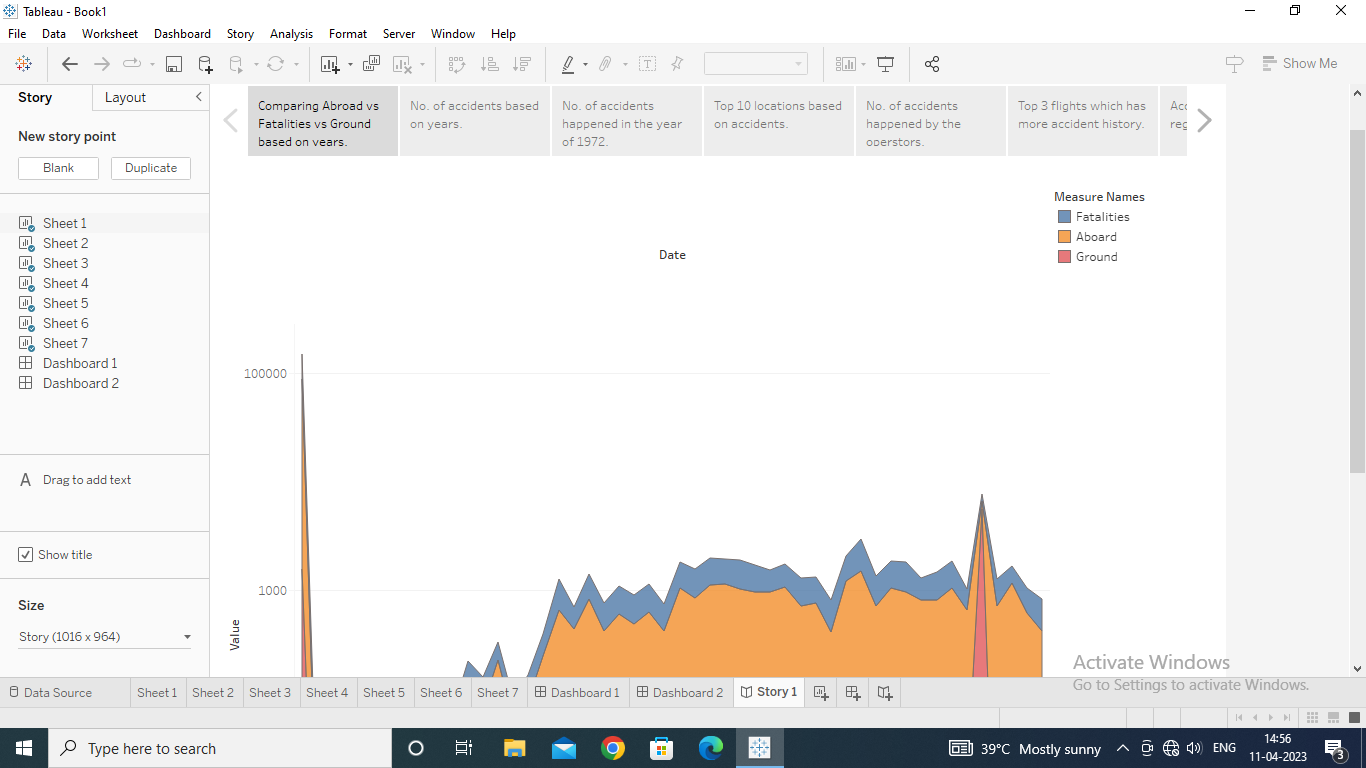 Tableau - Book1
File Data Worksheet Dashboard Story Analysis Format Server Window Help
Show Me
Story Layout
New story point
Blank Duplicate
Sheet 1
Sheet 2
Sheet 3
Sheet 4
Sheet 5
Sheet 6
Sheet 7
Dashboard 1
Dashboard 2
A Drag to add text
Show title
Size
Story (1016 x 964)
Comparing Abroad vs
Fatalities vs Ground
based on years.
No. of accidents based
on years.
No. of accidents
happened in the year
of 1972.
Top 10 locations based
on accidents.
No. of accidents
happened by the
operstors.
Top 3 flights which has
more accident history.
Measure Names
Fatalities
Aboard
Ground
Date
100000
1000
Value
Activate Windows
Go to Settings to activate Windows.
Data Source Sheet 1 Sheet 2 Sheet 3 Sheet 4 Sheet 5 Sheet 6 Sheet 7 Dashboard 1 Dashboard 2 Story 1
Type here to search
39°C Mostly sunny
ENG
14:56
11-04-2023
3